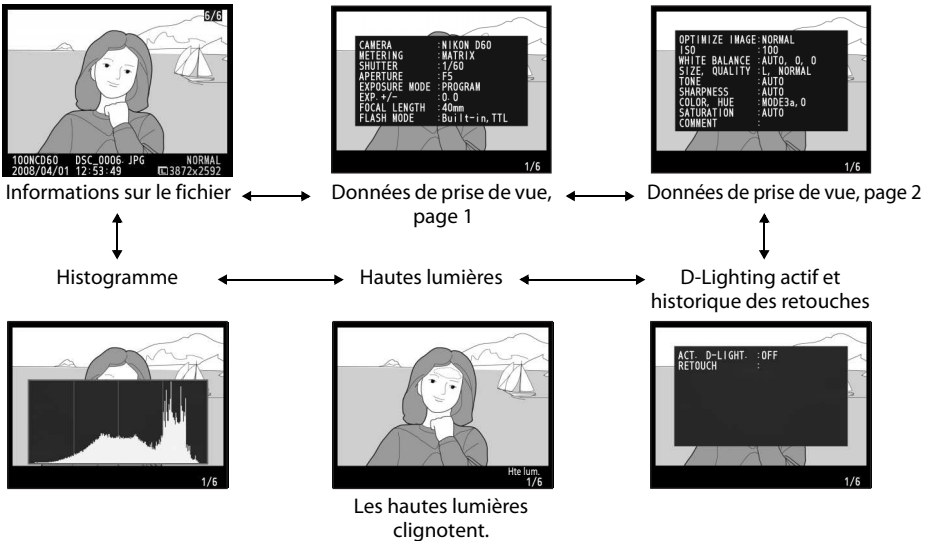 6/6
100NCD60 DSC_0006. JPG NORMAL
2008/04/01 12:53:49 L 3872x2592
CAMERA :NIKON D60
METERING :MATRIX
SHUTTER :1/60
APERTURE :F5
EXPOSURE MODE :PROGRAM
EXP. +/- :0.0
FOCAL LENGTH :40mm
FLASH MODE :Built-in, TTL
1/6
OPTIMIZE IMAGE:NORMAL
ISO :100
WHITE BALANCE :AUTO, 0, 0
SIZE, QUALITY :L, NORMAL
TONE :AUTO
SHARPNESS :AUTO
COLOR, HUE :MODE3a, 0
SATURATION :AUTO
COMMENT :
1/6
Informations sur le fichier
Données de prise de vue,
page 1
Données de prise de vue, page 2
Histogramme
Hautes lumières
D-Lighting actif et
historique des retouches
1/6
Hte lum.
1/6
ACT. D-LIGHT. :OFF
RETOUCH :
1/6
Les hautes lumières
clignotent.